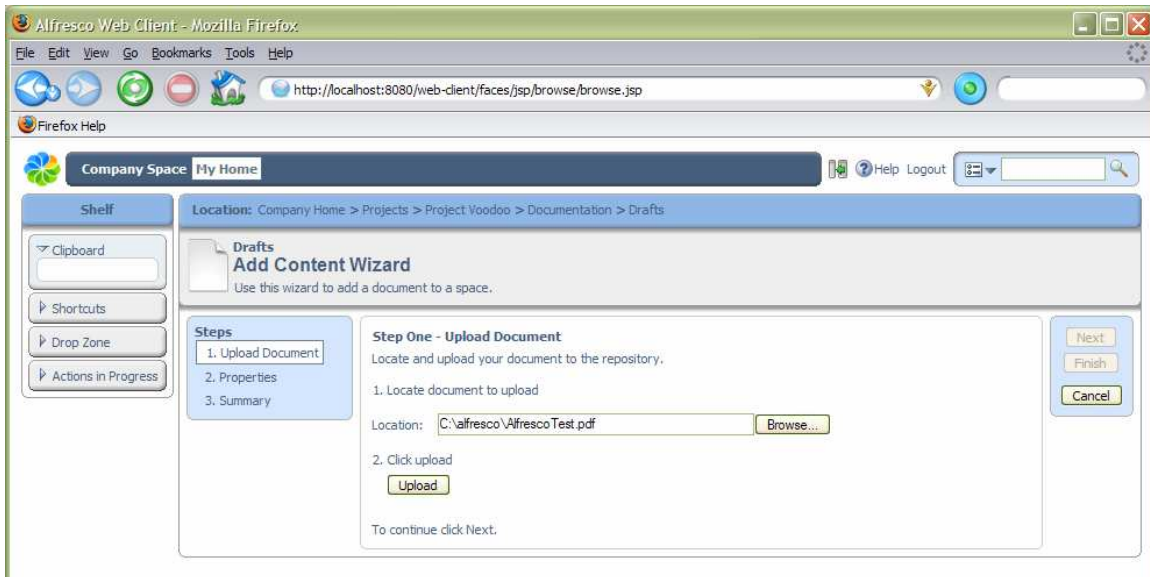 Alfresco Web Client - Mozilla Firefox
File Edit View Go Bookmarks Tools Help
http://localhost:8080/web-client/faces/jsp/browse/browse.jsp
Firefox Help
Company Space My Home
Help Logout
Shelf
Location: Company Home > Projects > Project Voodoo > Documentation > Drafts
Clipboard
Shortcuts
Drop Zone
Actions in Progress
Drafts
Add Content Wizard
Use this wizard to add a document to a space.
Steps
1. Upload Document
2. Properties
3. Summary
Step One - Upload Document
Locate and upload your document to the repository.
1. Locate document to upload
Location: C:\alfresco\AlfrescoTest.pdf Browse...
2. Click upload
Upload
To continue click Next.
Next
Finish
Cancel